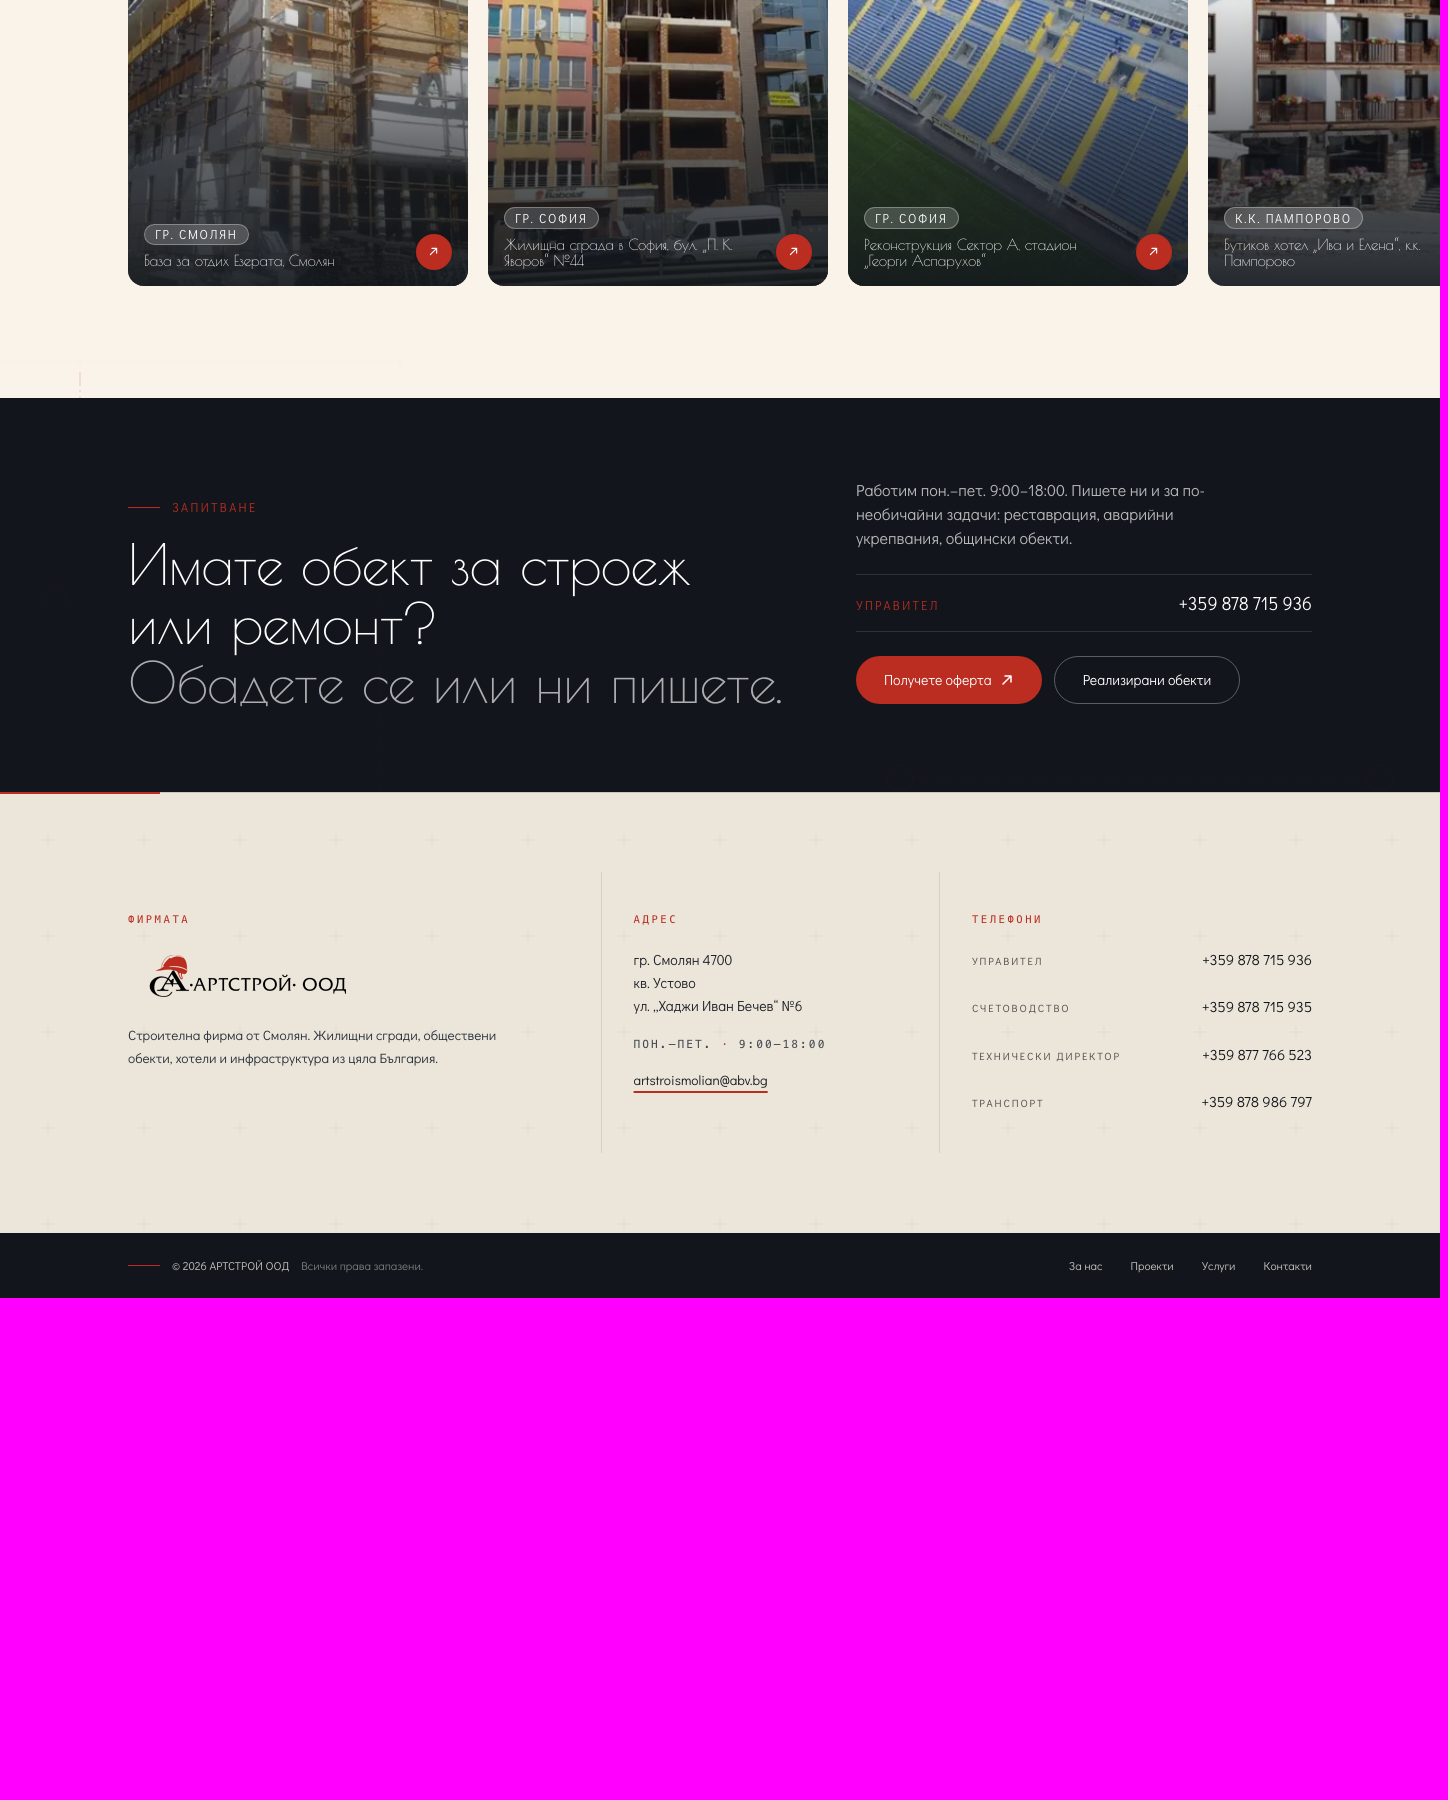 ГР. СМОЛЯН
База за отдих Езерата, Смолян
ГР. СОФИЯ
Жилищна сграда в София, бул. „П. К.
Яворов“ №44
ГР. СОФИЯ
Реконструкция Сектор А, стадион
„Георги Аспарухов“
К.К. ПАМПОРОВО
Бутиков хотел „Ива и Елена“, к.к.
Пампорово
ЗАПИТВАНЕ
Имате обект за строеж
или ремонт?
Обадете се или ни пишете.
Работим пон.–пет. 9:00–18:00. Пишете ни и за по-
необичайни задачи: реставрация, аварийни
укрепвания, общински обекти.
УПРАВИТЕЛ
+359 878 715 936
Получете оферта
Реализирани обекти
ФИРМАТА
АРТСТРОЙ· ООД
Строителна фирма от Смолян. Жилищни сгради, обществени
обекти, хотели и инфраструктура из цяла България.
АДРЕС
гр. Смолян 4700
кв. Устово
ул. „Хаджи Иван Бечев“ №6
ПОН.–ПЕТ. · 9:00–18:00
artstroismolian@abv.bg
ТЕЛЕФОНИ
УПРАВИТЕЛ +359 878 715 936
СЧЕТОВОДСТВО +359 878 715 935
ТЕХНИЧЕСКИ ДИРЕКТОР +359 877 766 523
ТРАНСПОРТ +359 878 986 797
© 2026 АРТСТРОЙ ООД Всички права запазени.
За нас Проекти Услуги Контакти